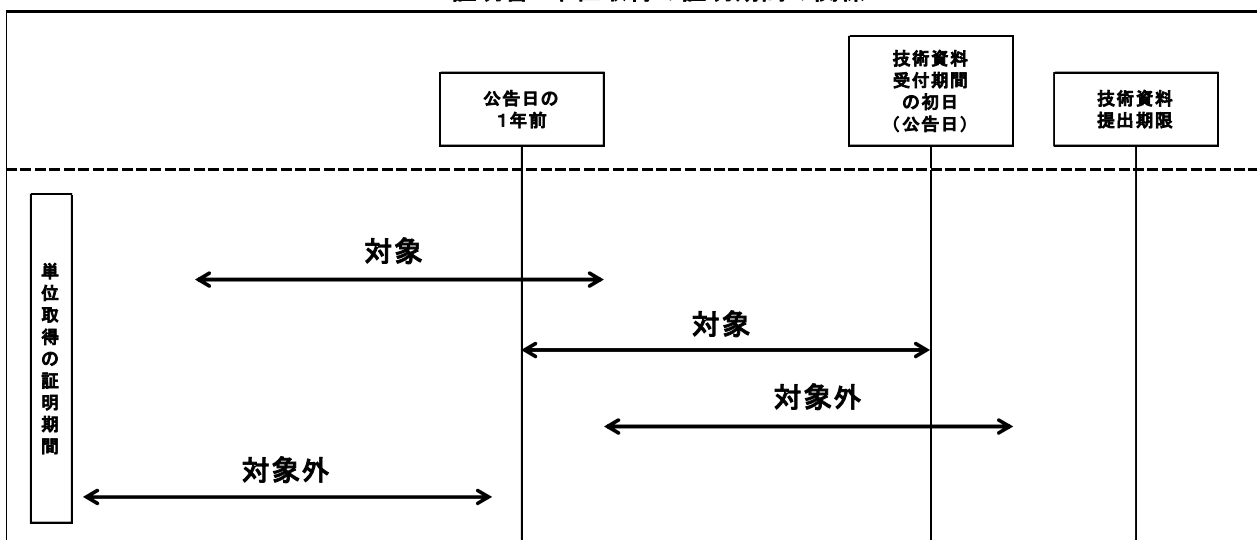 公告日の
1年前
技術資料
受付期間
の初日
（公告日）
技術資料
提出期限
単位取得の証明期間
対象
対象
対象外
対象外